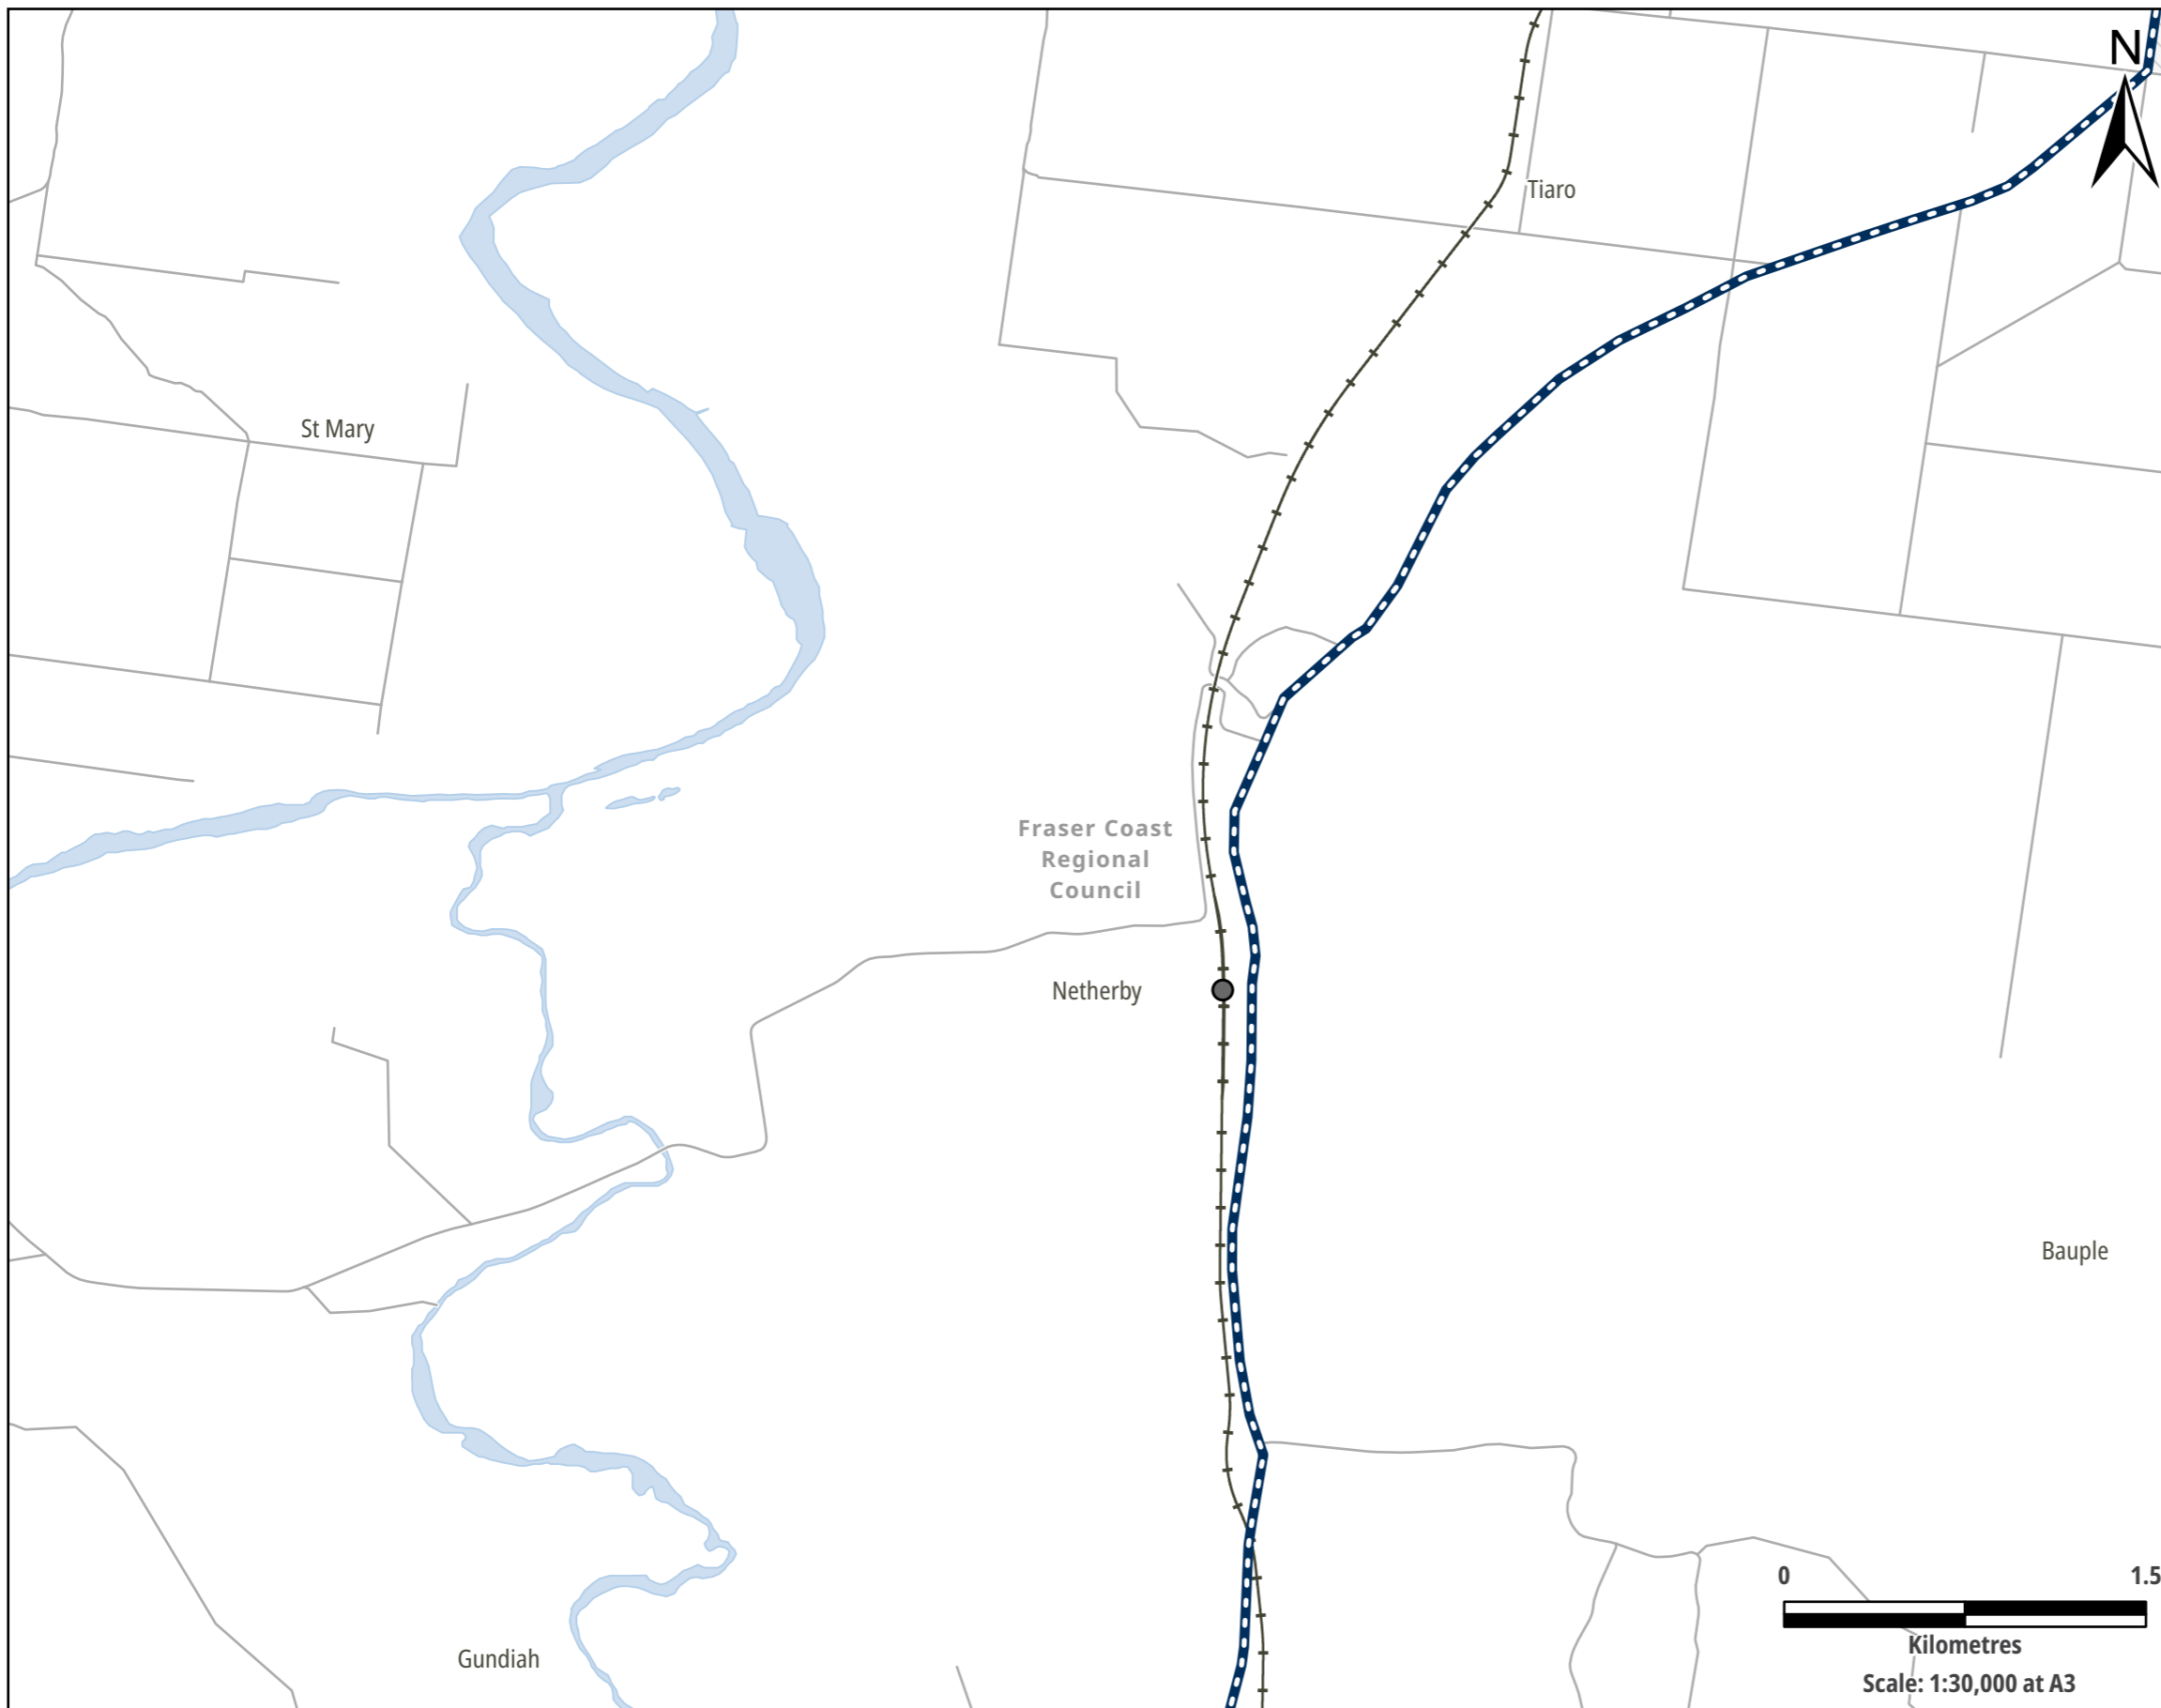 N
Tiaro
St Mary
Fraser Coast
Regional
Council
Netherby
Bauple
0 1.5
Kilometres
Gundiah
Scale: 1:30,000 at A3